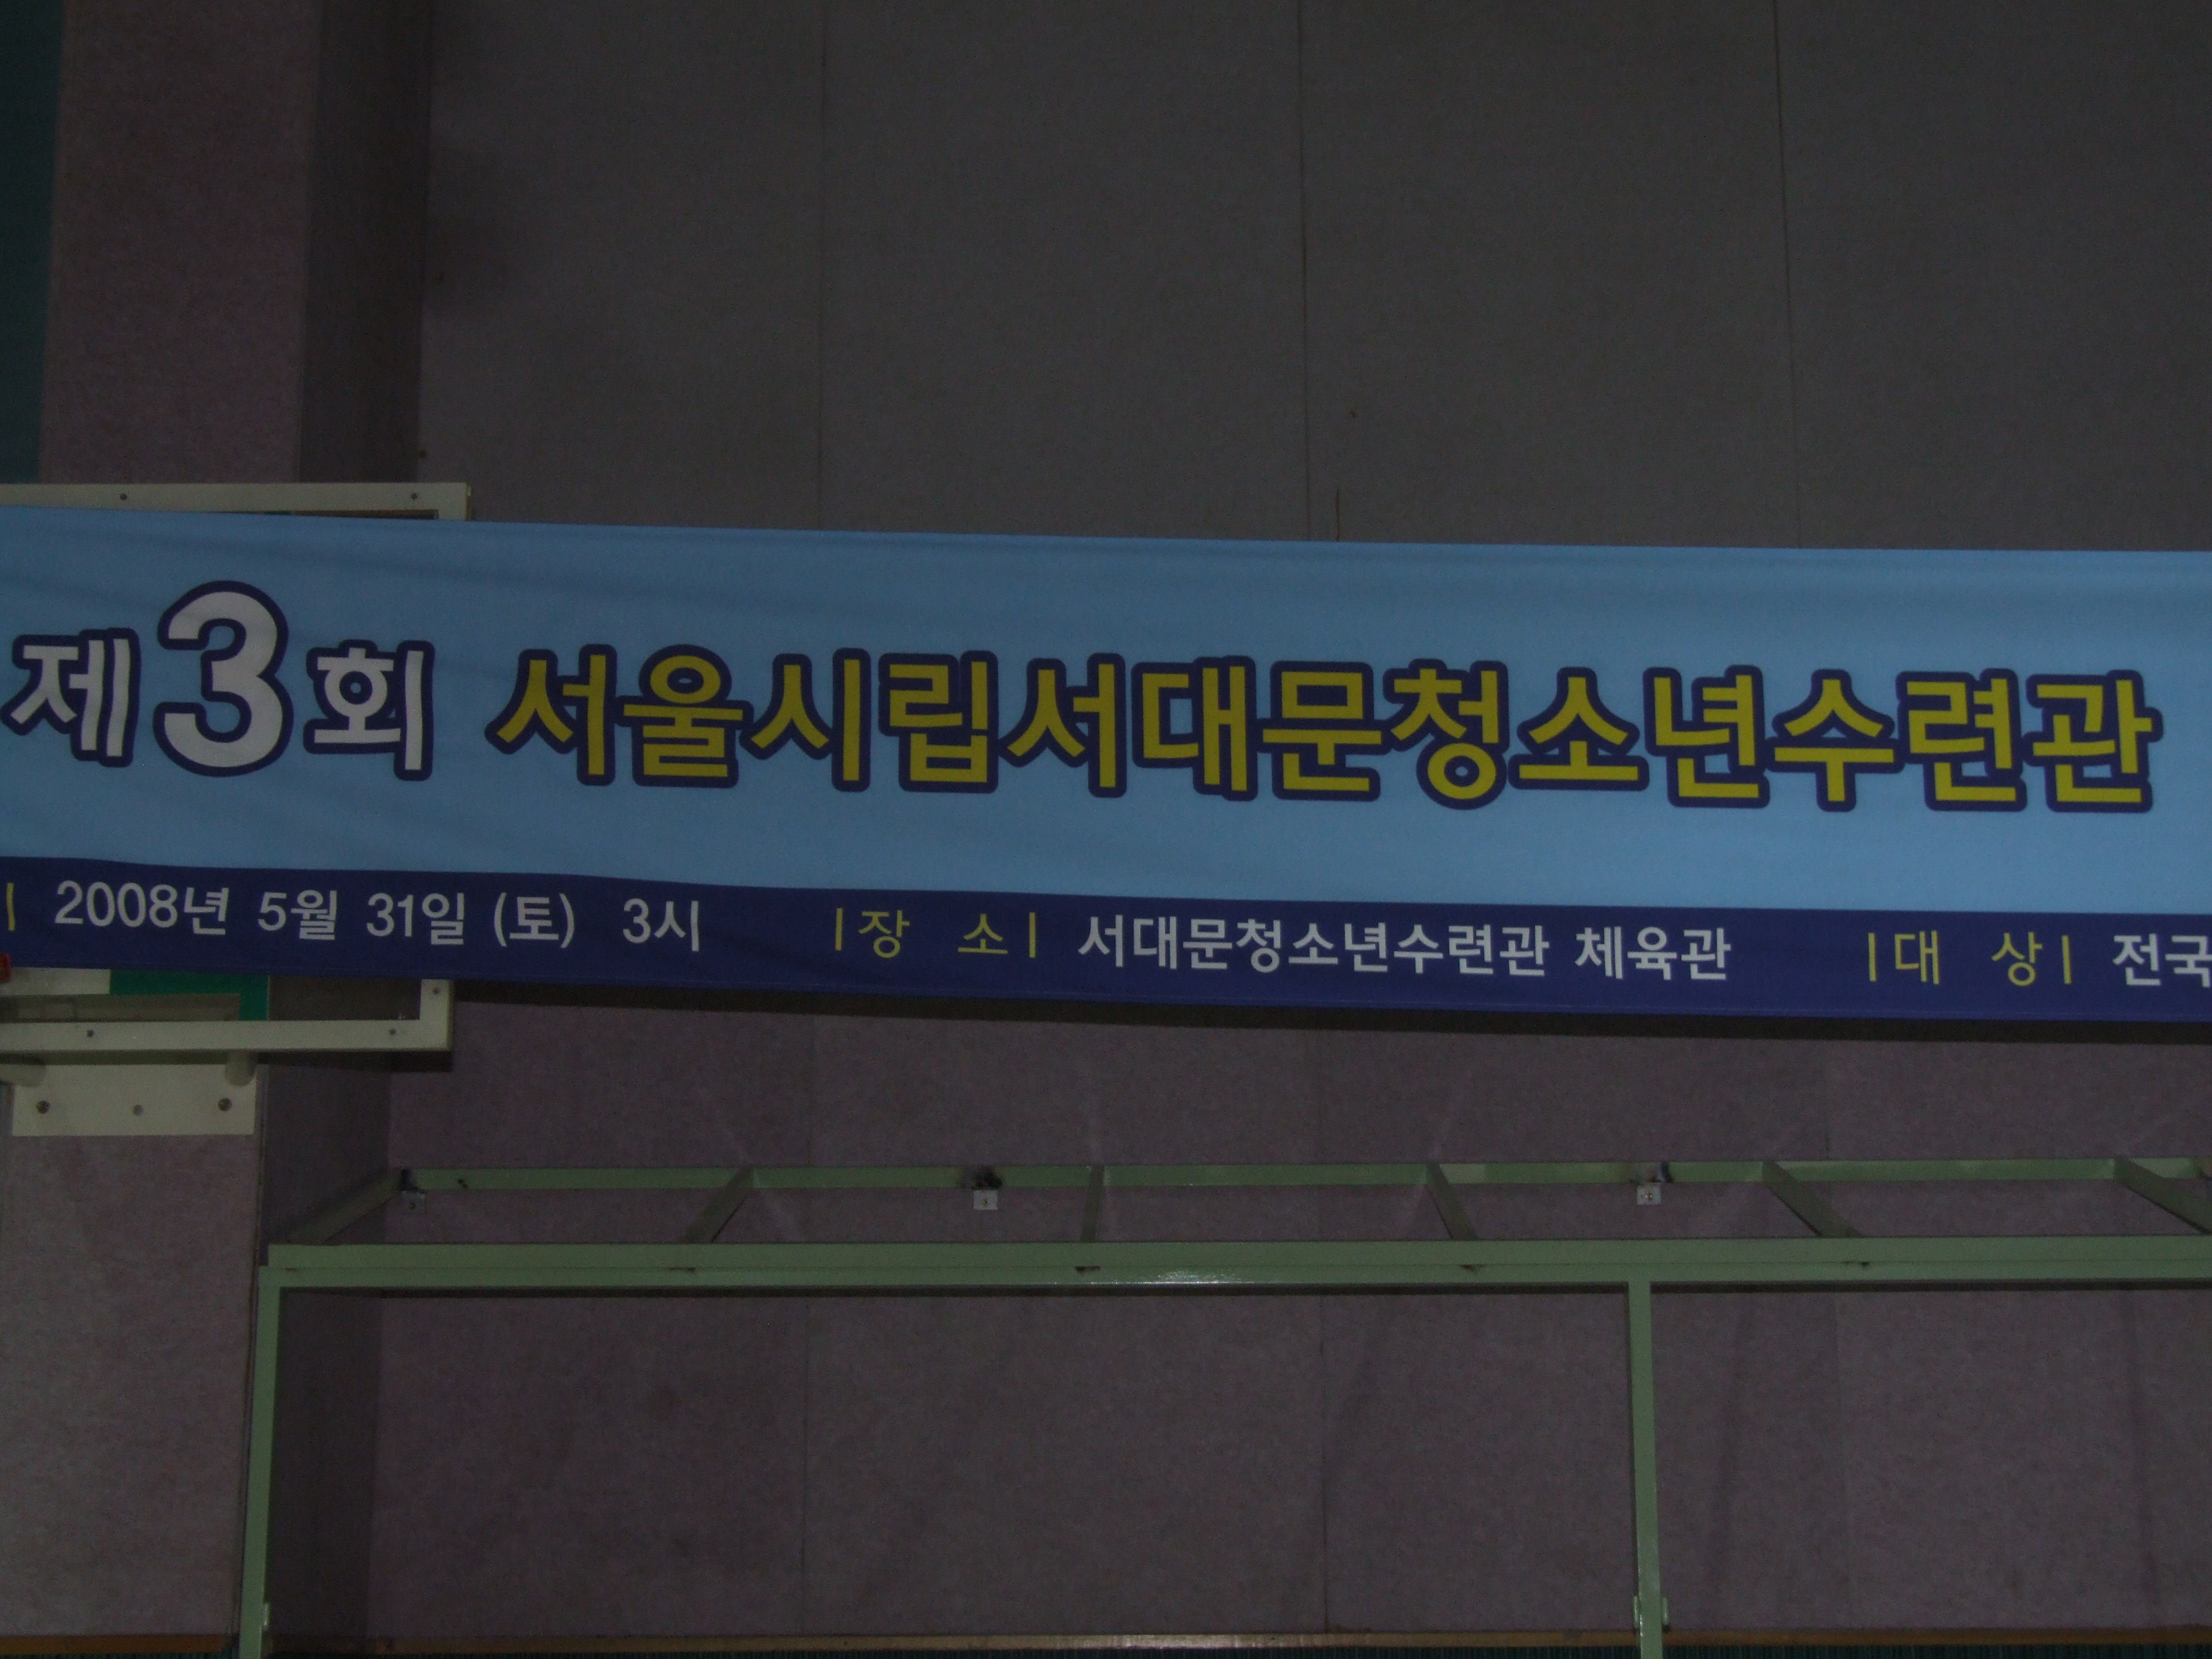 제3회 서울시립서대문청소년수련관
| 2008년 5월 31일 (토) 3시 |장 소| 서대문청소년수련관 체육관 |대 상| 전국